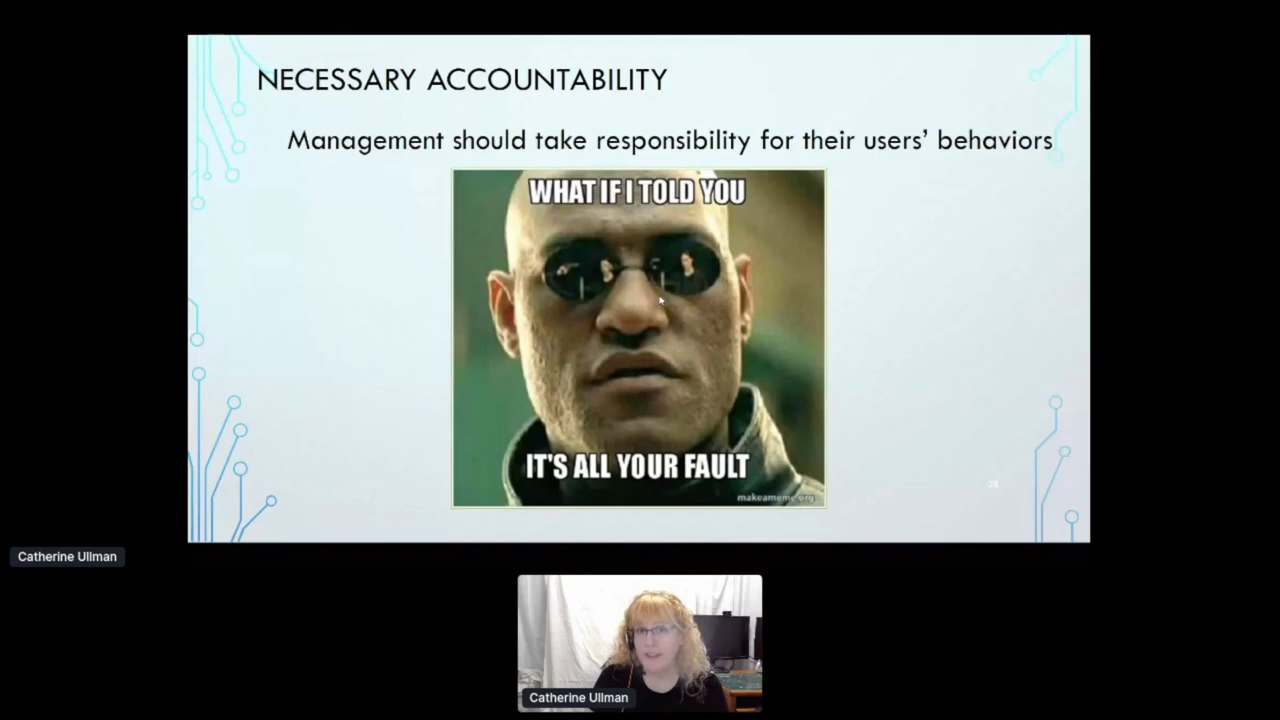 NECESSARY ACCOUNTABILITY
Management should take responsibility for their users’ behaviors
WHAT IF I TOLD YOU
IT'S ALL YOUR FAULT
makeameme.org
28
Catherine Ullman
Catherine Ullman